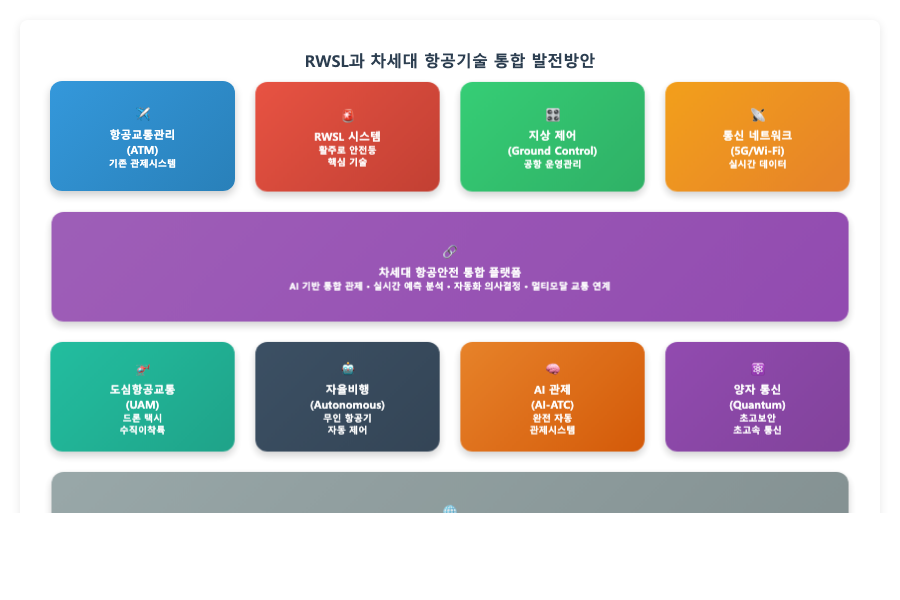 RWSL과 차세대 항공기술 통합 발전방안
항공교통관리
(ATM)
기존 관제시스템
RWSL 시스템
활주로 안전등
핵심 기술
지상 제어
(Ground Control)
공항 운영관리
통신 네트워크
(5G/Wi-Fi)
실시간 데이터
차세대 항공안전 통합 플랫폼
AI 기반 통합 관제 • 실시간 예측 분석 • 자동화 의사결정 • 멀티모달 교통 연계
도심항공교통
(UAM)
드론 택시
수직이착륙
자율비행
(Autonomous)
무인 항공기
자동 제어
AI 관제
(AI-ATC)
완전 자동
관제시스템
양자 통신
(Quantum)
초고보안
초고속 통신